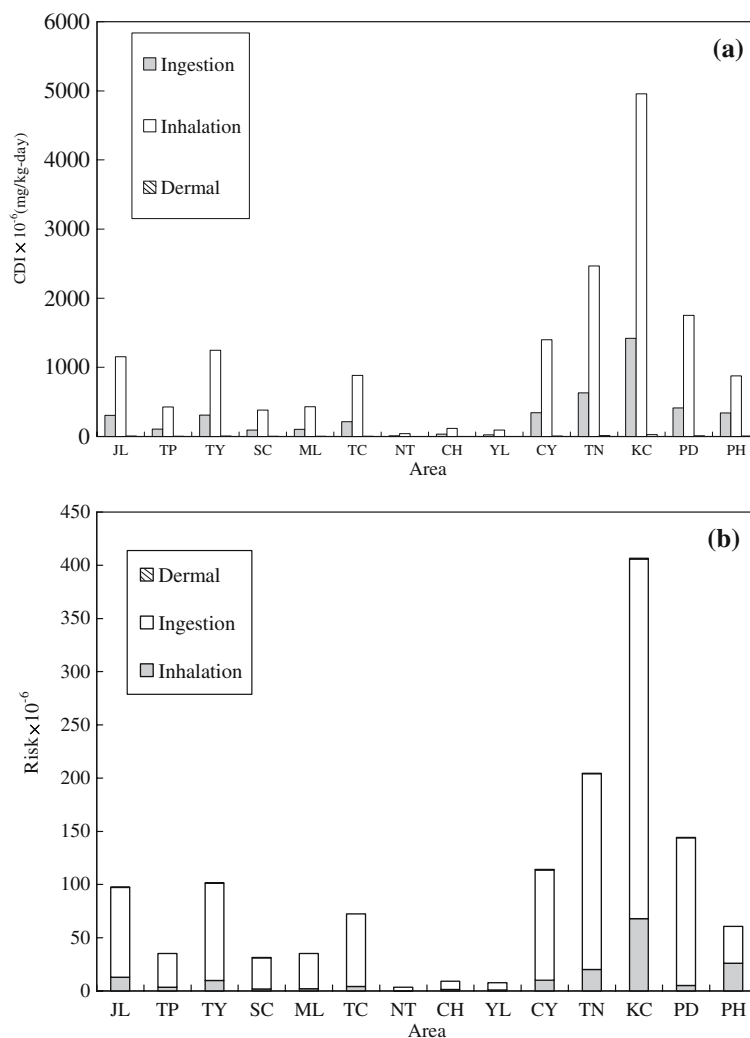 (a)
Ingestion
Inhalation
Dermal
CDI × 10⁻⁶(mg/kg-day)
6000
5000
4000
3000
2000
1000
0
JL TP TY SC ML TC NT CH YL CY TN KC PD PH
Area
(b)
Dermal
Ingestion
Inhalation
Risk×10⁻⁶
450
400
350
300
250
200
150
100
50
0
JL TP TY SC ML TC NT CH YL CY TN KC PD PH
Area